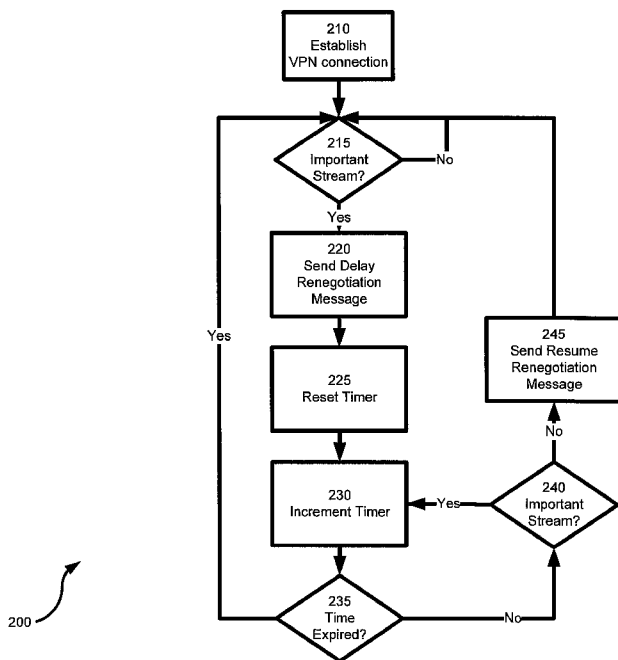 210
Establish
VPN connection
215
Important
Stream?
No
Yes
220
Send Delay
Renegotiation
Message
Yes
245
Send Resume
Renegotiation
Message
225
Reset Timer
No
230
Increment Timer
Yes
240
Important
Stream?
235
Time
Expired?
No
200